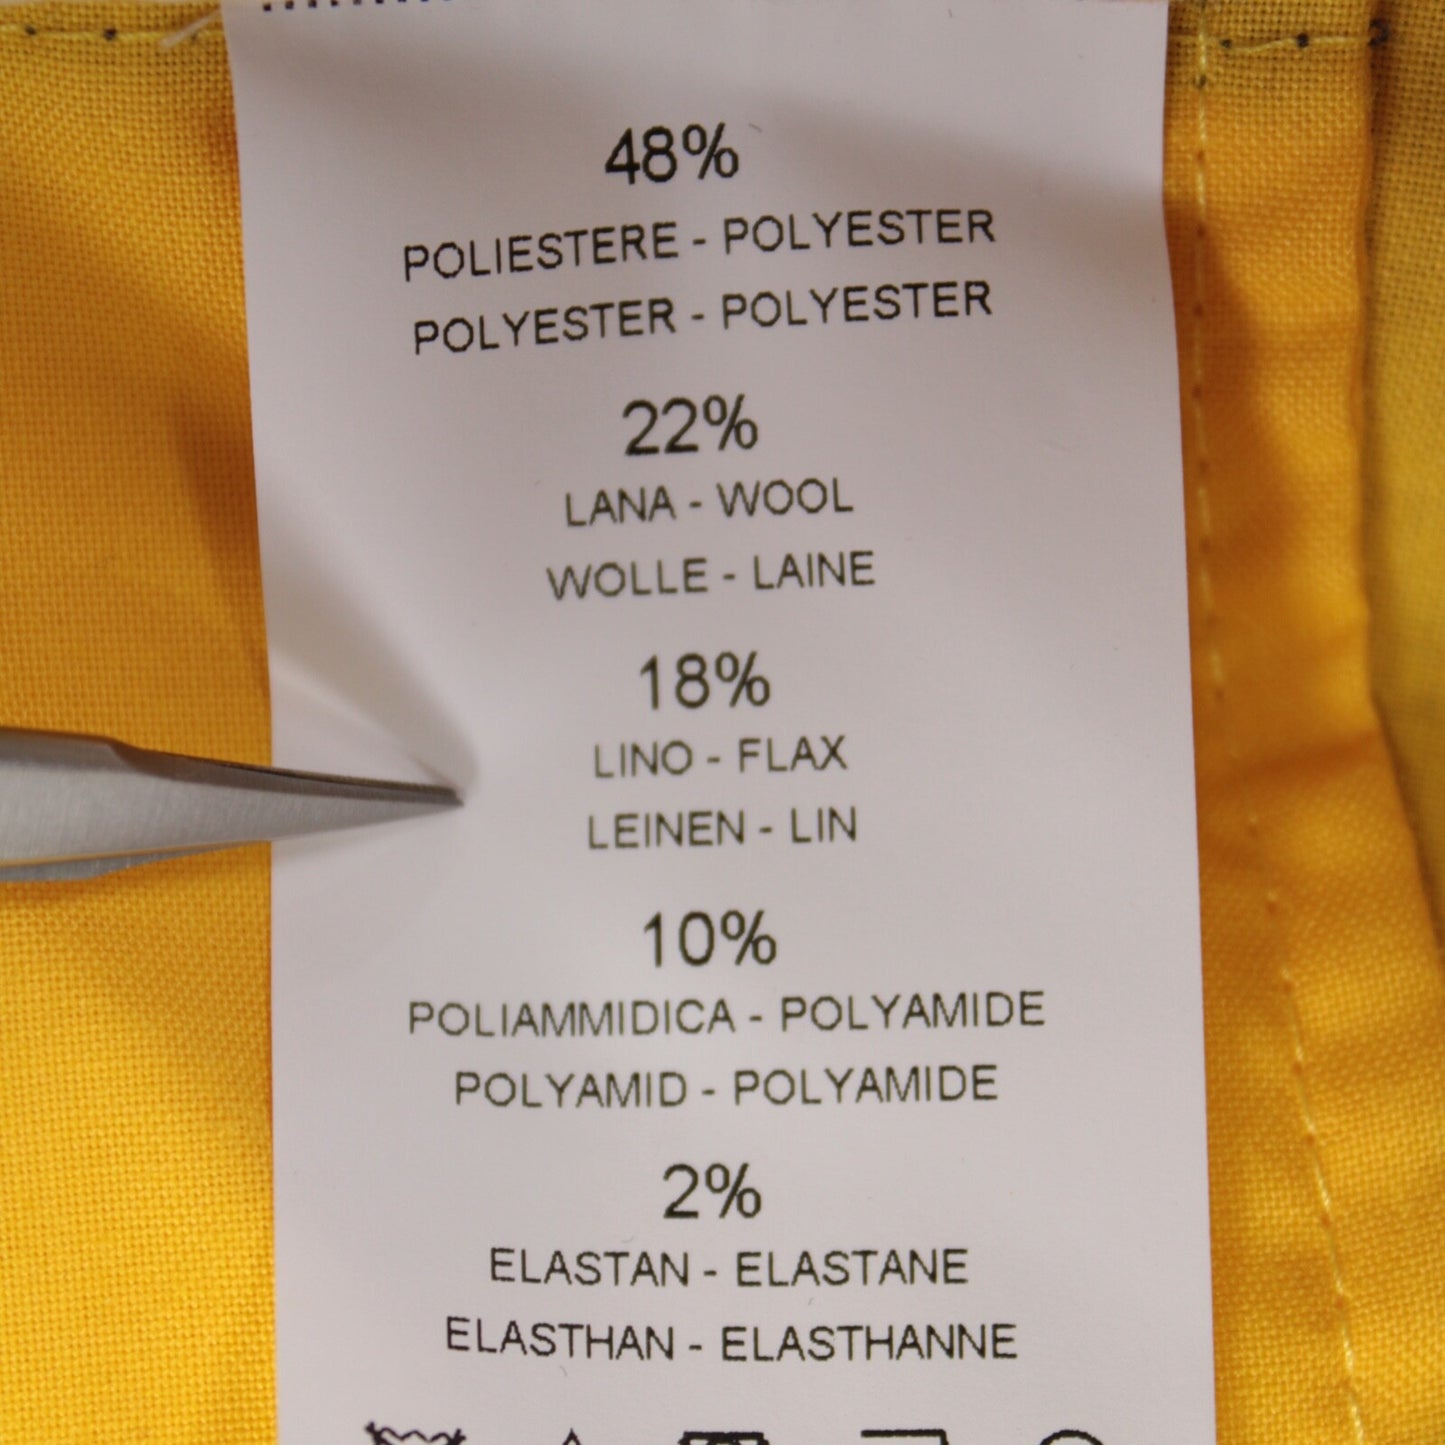 48%
POLIESTERE - POLYESTER
POLYESTER - POLYESTER
22%
LANA - WOOL
WOLLE - LAINE
18%
LINO - FLAX
LEINEN - LIN
10%
POLIAMMIDICA - POLYAMIDE
POLYAMID - POLYAMIDE
2%
ELASTAN - ELASTANE
ELASTHAN - ELASTHANNE